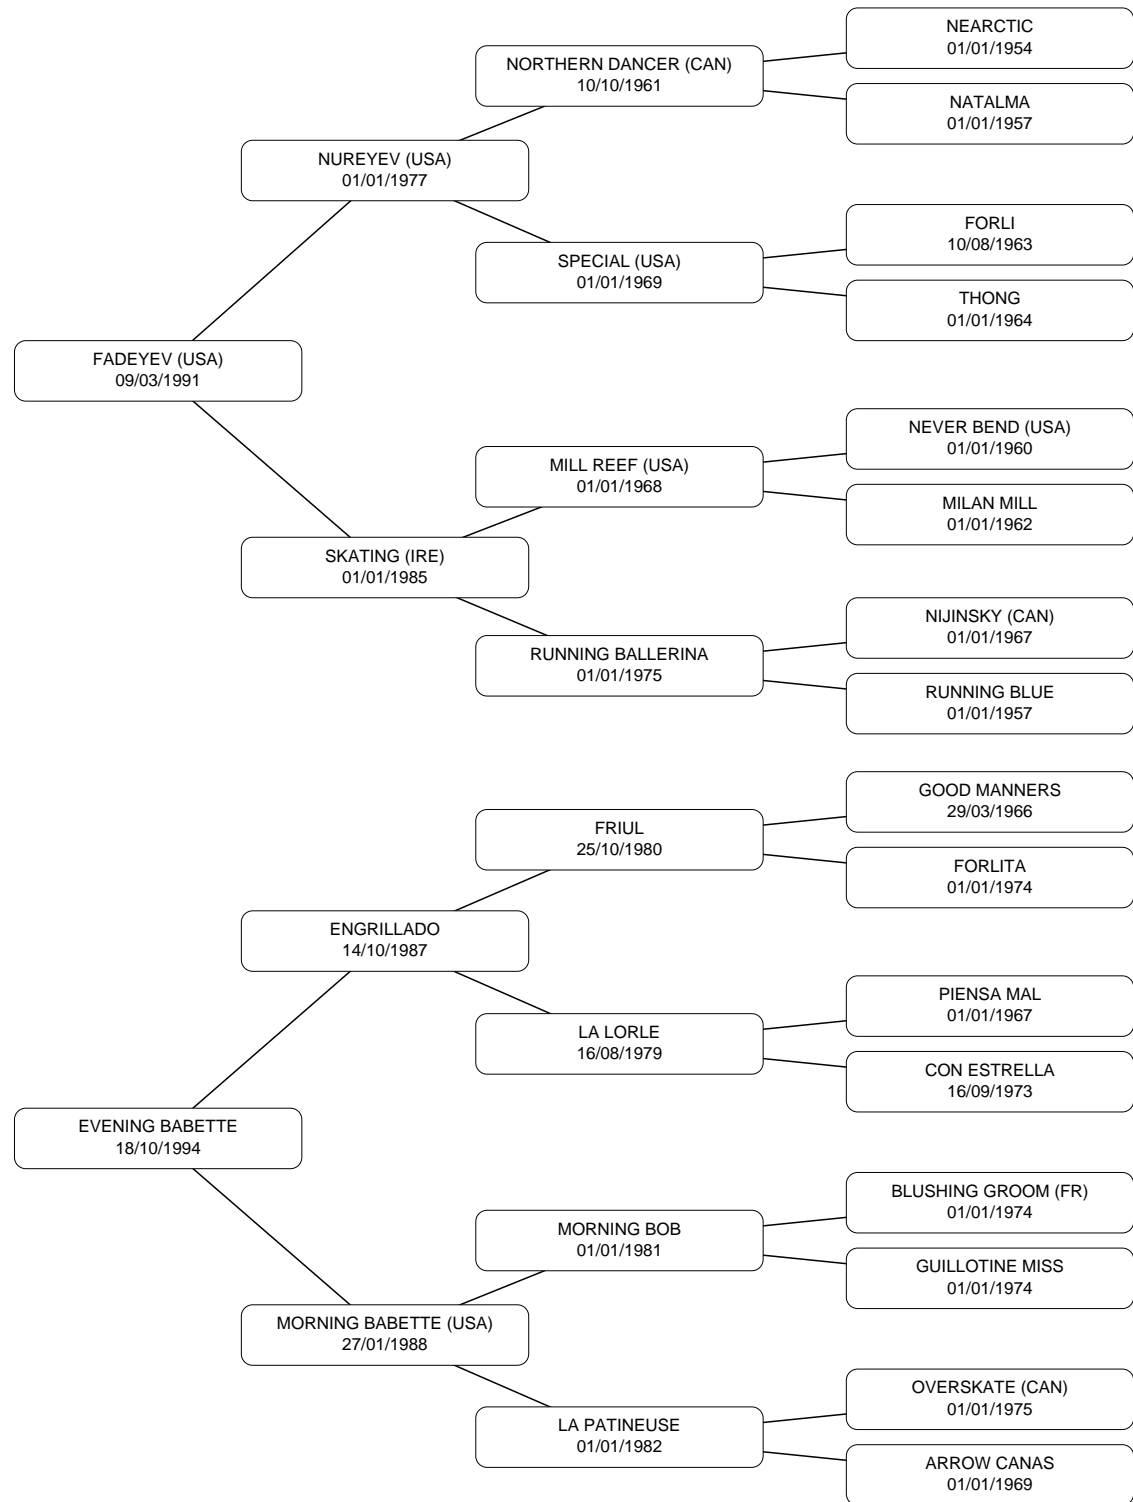 NEARCTIC
01/01/1954
NORTHERN DANCER (CAN)
10/10/1961
NATALMA
01/01/1957
NUREYEV (USA)
01/01/1977
FORLI
10/08/1963
SPECIAL (USA)
01/01/1969
THONG
01/01/1964
FADEYEV (USA)
09/03/1991
NEVER BEND (USA)
01/01/1960
MILL REEF (USA)
01/01/1968
MILAN MILL
01/01/1962
SKATING (IRE)
01/01/1985
NIJINSKY (CAN)
01/01/1967
RUNNING BALLERINA
01/01/1975
RUNNING BLUE
01/01/1957
GOOD MANNERS
29/03/1966
FRIUL
25/10/1980
FORLITA
01/01/1974
ENGRILLADO
14/10/1987
PIENSA MAL
01/01/1967
LA LORLE
16/08/1979
CON ESTRELLA
16/09/1973
EVENING BABETTE
18/10/1994
BLUSHING GROOM (FR)
01/01/1974
MORNING BOB
01/01/1981
GUILLOTINE MISS
01/01/1974
MORNING BABETTE (USA)
27/01/1988
OVERSKATE (CAN)
01/01/1975
LA PATINEUSE
01/01/1982
ARROW CANAS
01/01/1969